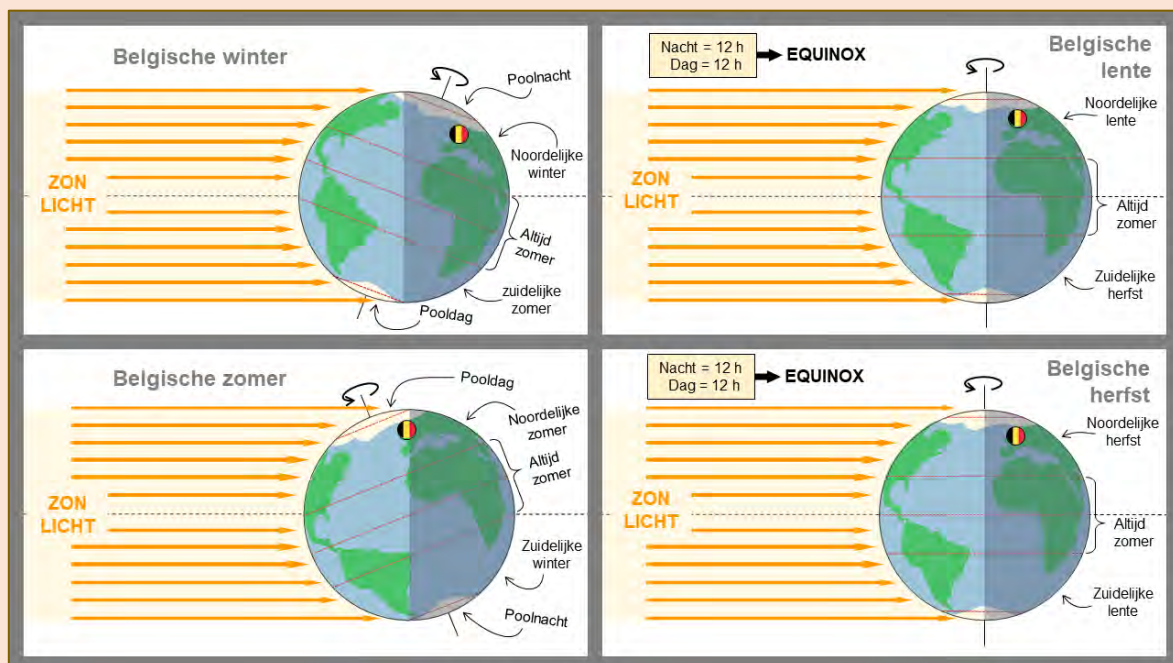 Belgische winter
Poolnacht
Noordelijke
winter
ZON
LICHT
Altijd
zomer
zuidelijke
zomer
Pooldag
Nacht = 12 h
Dag = 12 h
EQUINOX
Belgische
lente
Noordelijke
lente
ZON
LICHT
Altijd
zomer
Zuidelijke
herfst
Belgische zomer
Pooldag
Noordelijke
zomer
Altijd
zomer
ZON
LICHT
Zuidelijke
winter
Poolnacht
Nacht = 12 h
Dag = 12 h
EQUINOX
Belgische
herfst
Noordelijke
herfst
ZON
LICHT
Altijd
zomer
Zuidelijke
lente